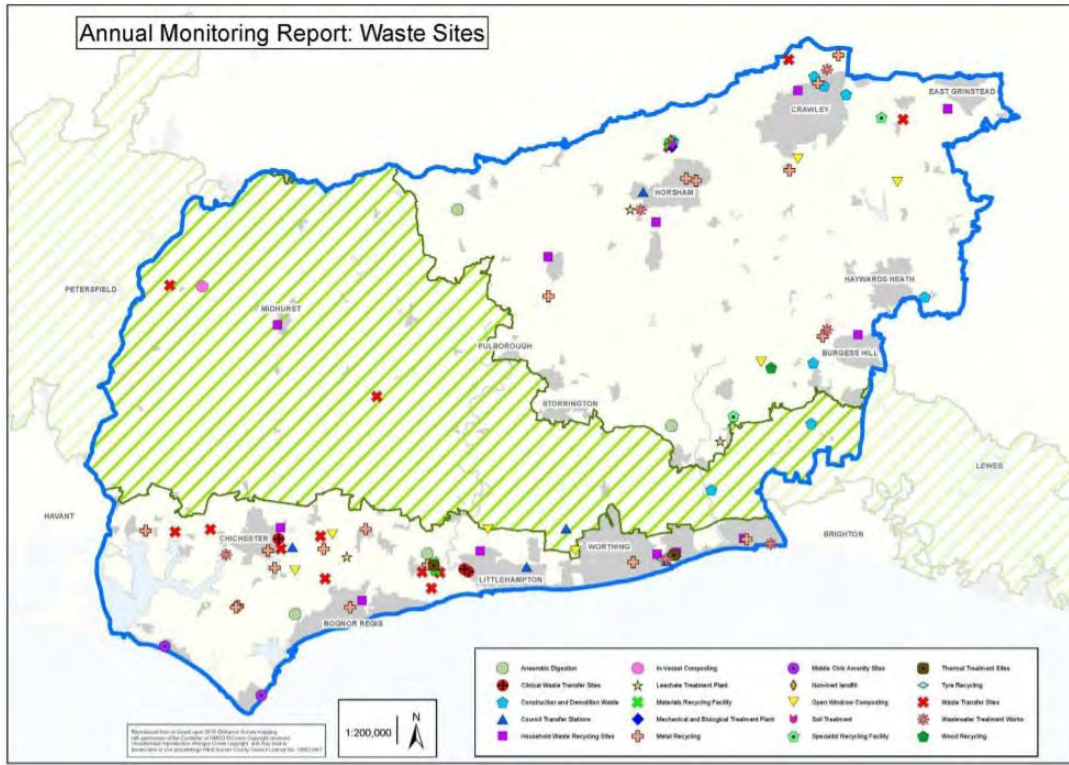 Annual Monitoring Report: Waste Sites
EAST GRINSTEAD
CRAWLEY
HORSHAM
HAYWARDS HEATH
PETERSFIELD
MIDHURST
PULBOROUGH
BURGESS HILL
STORRINGTON
LEWES
HAVANT
CHICHESTER
WORTHING
BRIGHTON
LITTLEHAMPTON
BOGNOR REGIS
Anaerobic Digestion
Clinical Waste Transfer Sites
Construction and Demolition Waste
Council Transfer Stations
Household Waste Recycling Sites
In-Vessel Composting
Leachate Treatment Plant
Materials Recycling Facility
Mechanical and Biological Treatment Plant
Metal Recycling
Mobile Civic Amenity Sites
Non-inert landfill
Open Windrow Composting
Soil Treatment
Specialist Recycling Facility
Thermal Treatment Sites
Tyre Recycling
Waste Transfer Sites
Wastewater Treatment Works
Wood Recycling
1:200,000
N